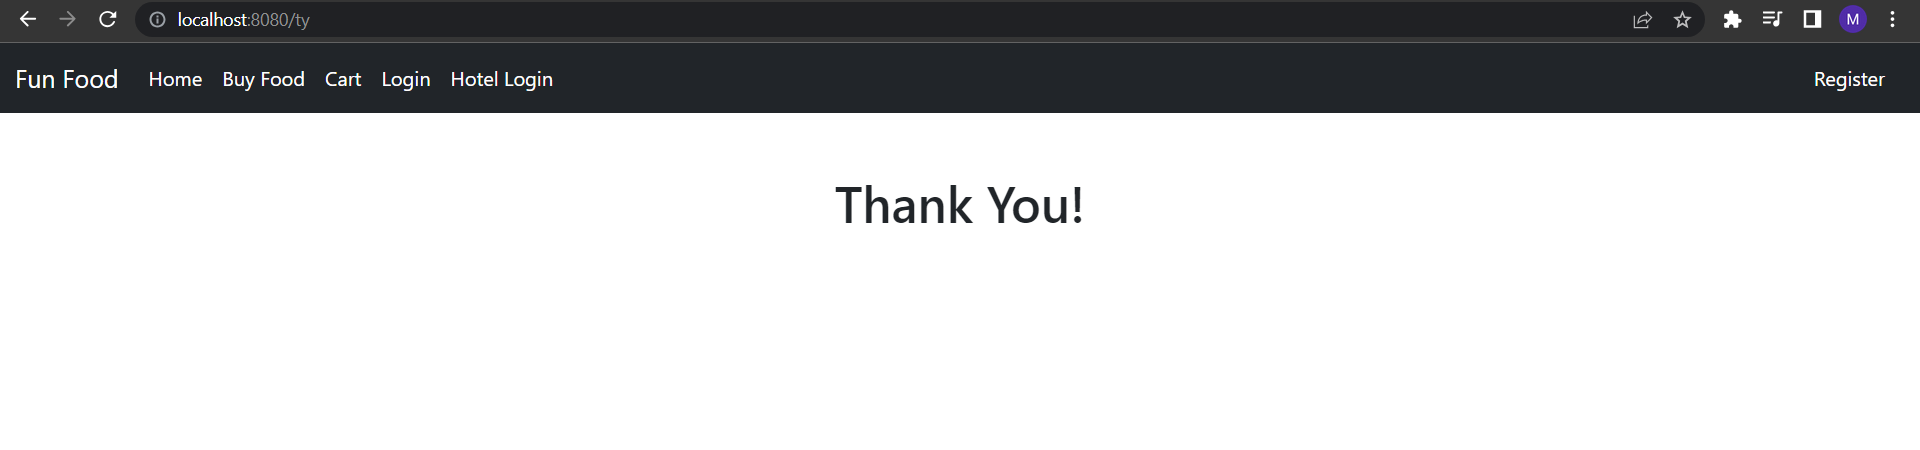 localhost:8080/ty
M
Fun Food Home Buy Food Cart Login Hotel Login Register
Thank You!